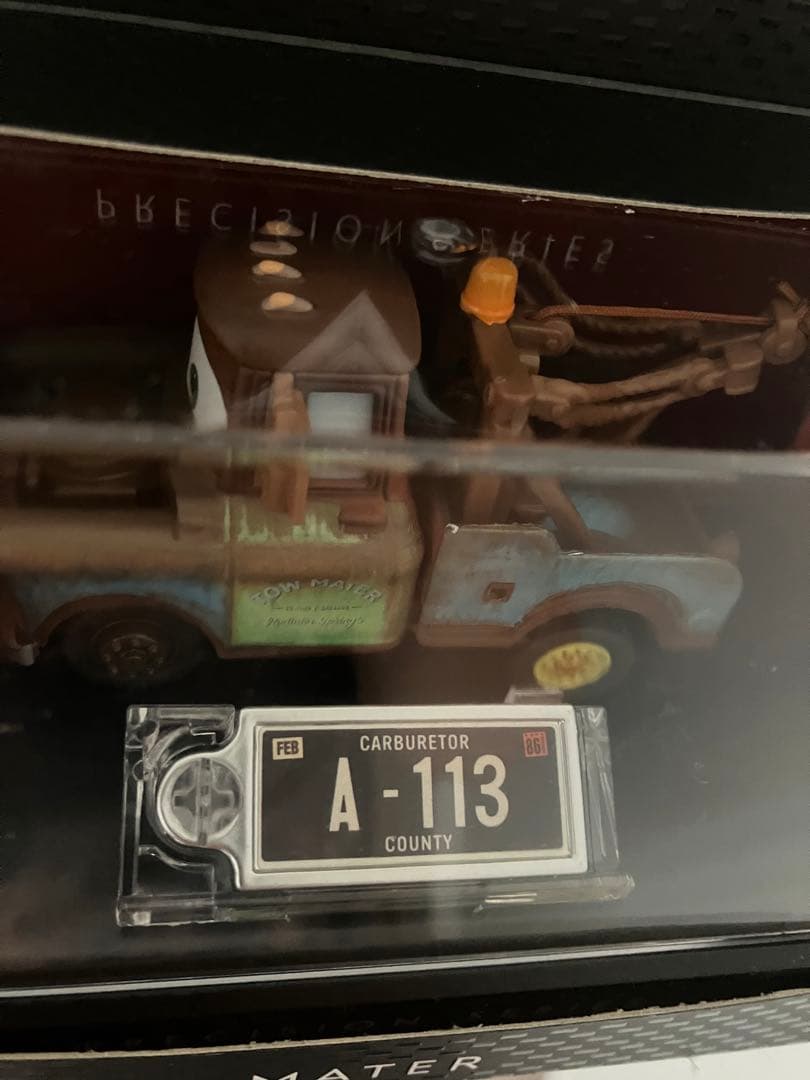 PRECISION SERIES
TOW MATER
FEB
CARBURETOR
86
A-113
COUNTY
MATER